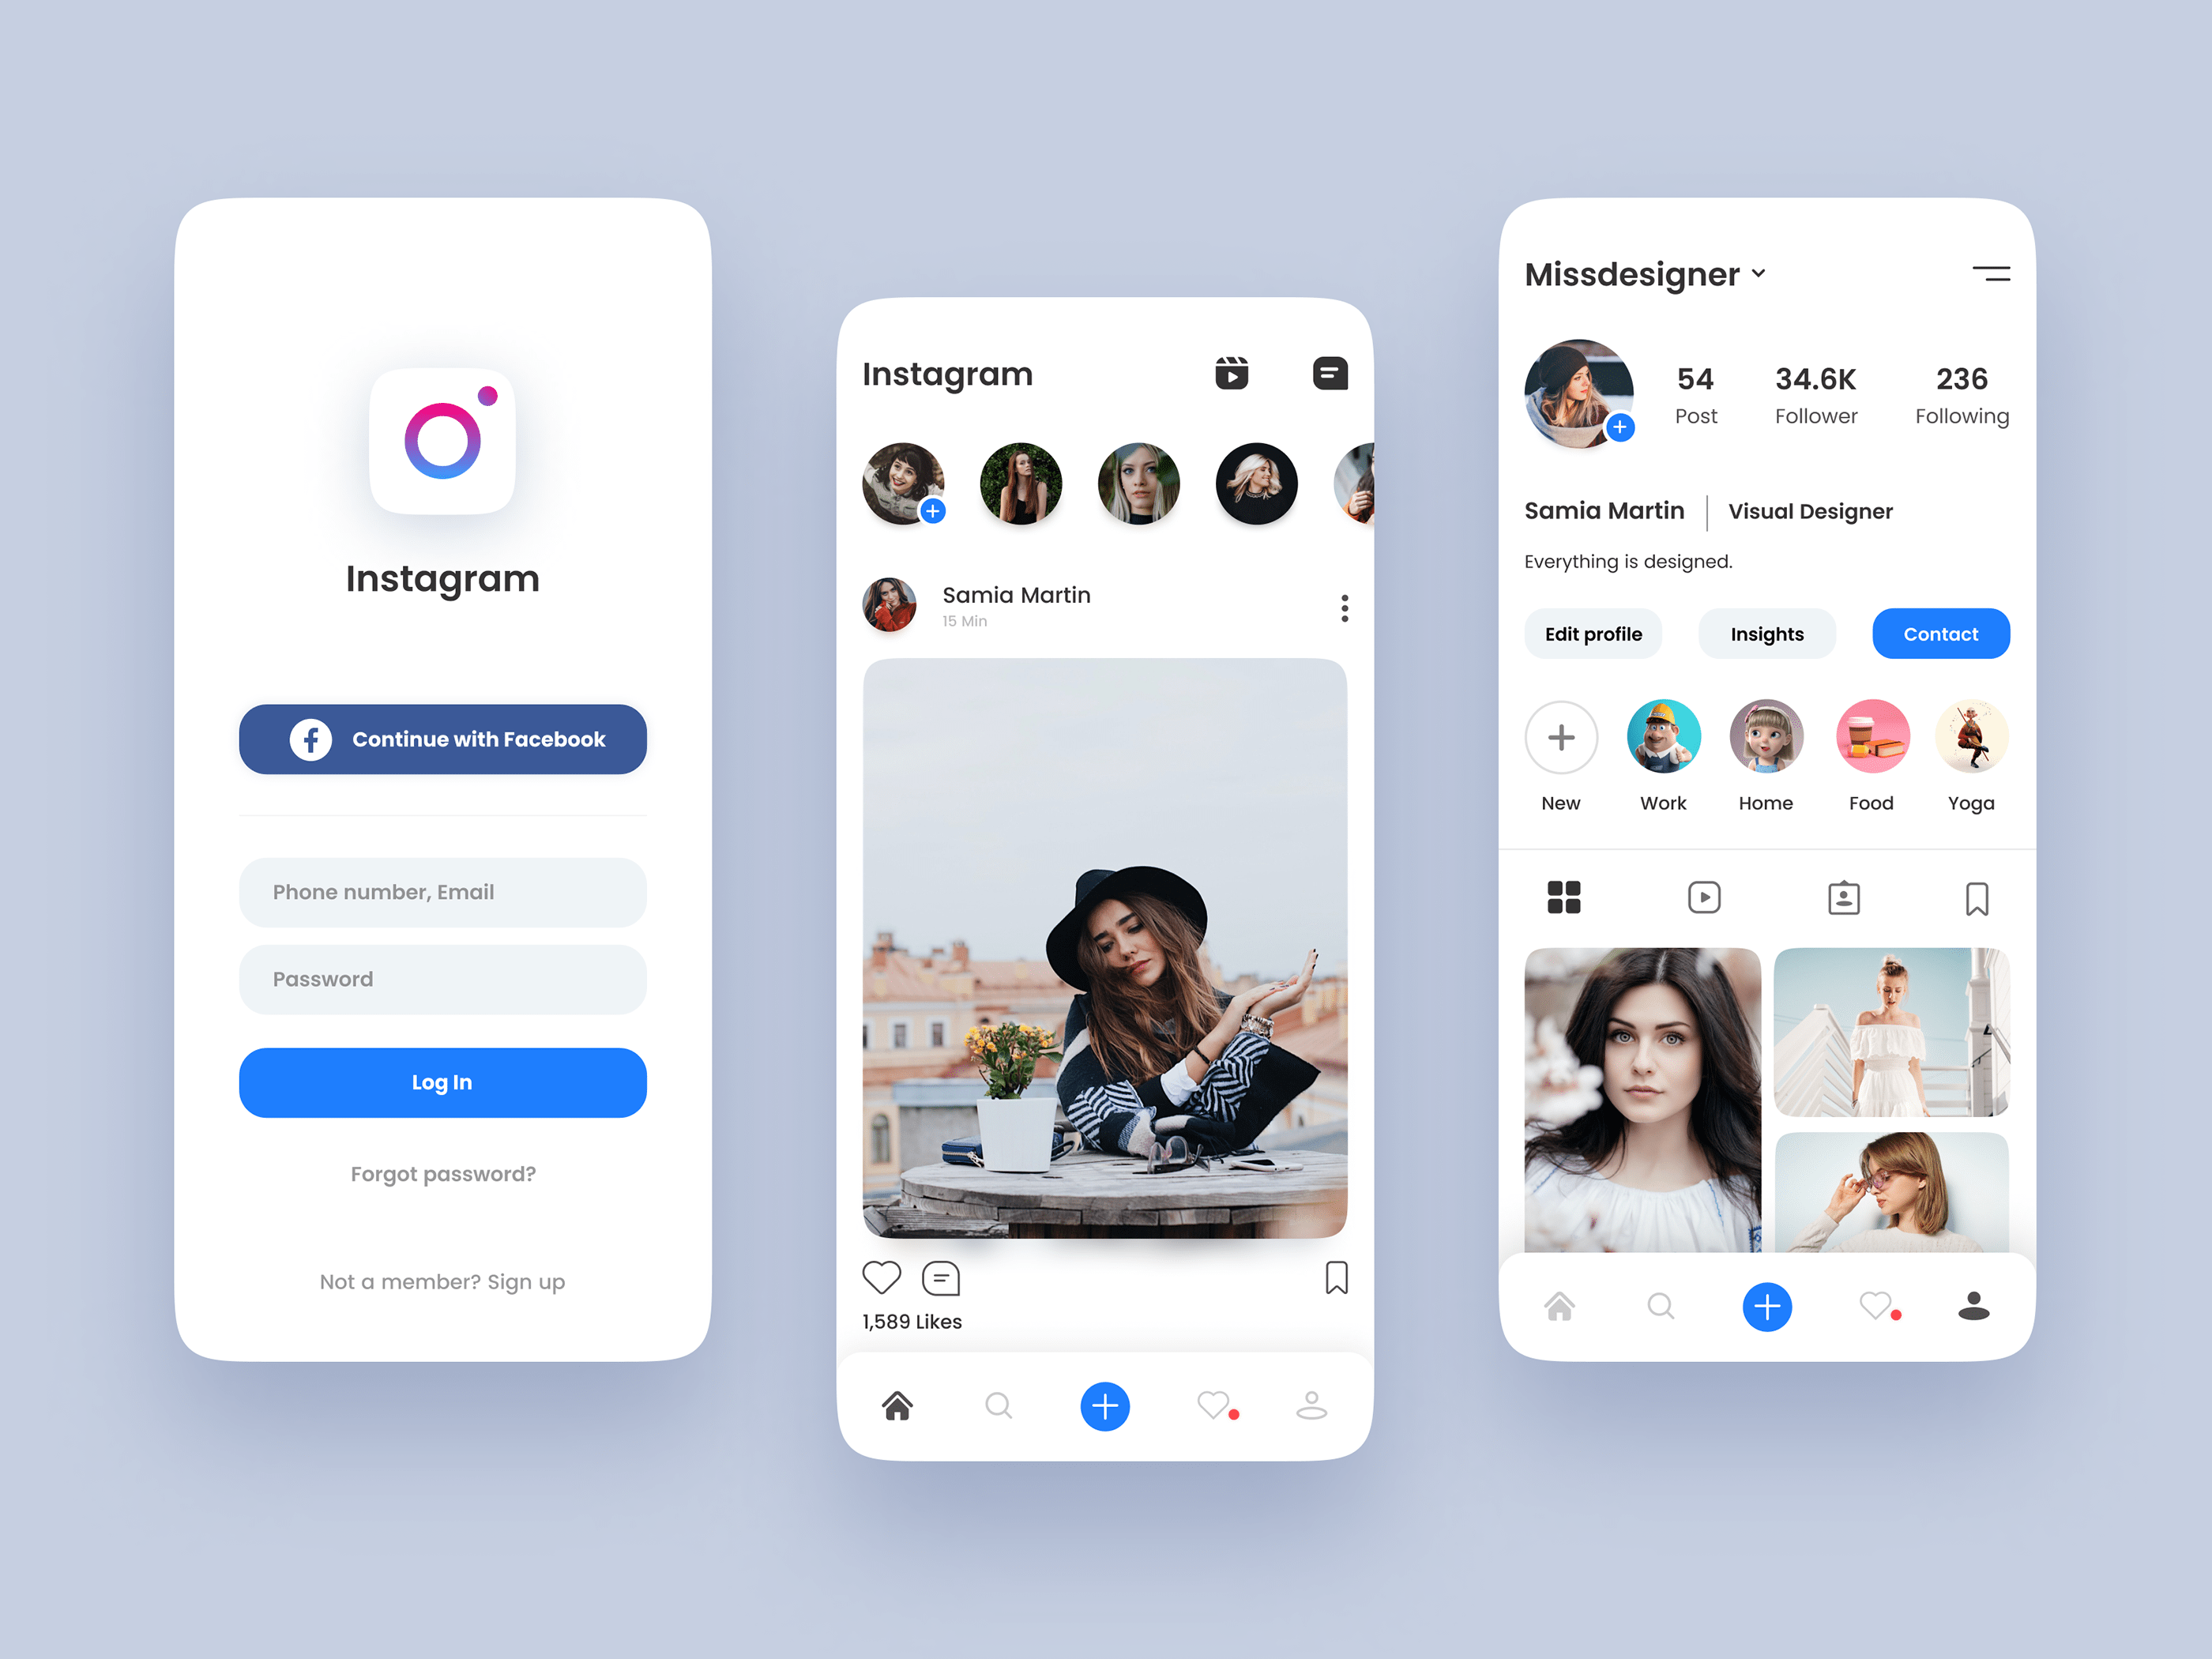 Instagram
Continue with Facebook
Phone number, Email
Password
Log In
Forgot password?
Not a member? Sign up
Instagram
Samia Martin
15 Min
1,589 Likes
Missdesigner
54 34.6K 236
Post Follower Following
Samia Martin Visual Designer
Everything is designed.
Edit profile Insights Contact
New Work Home Food Yoga